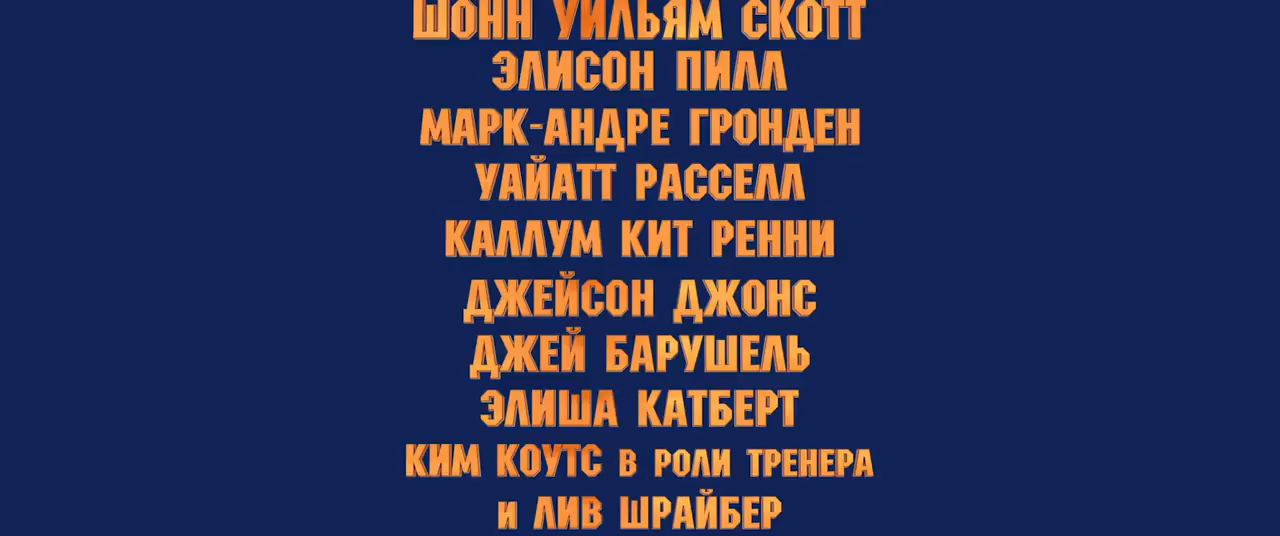 ШОНН УИЛЬЯМ СКОТТ
ЭЛИСОН ПИЛЛ
МАРК-АНДРЕ ГРОНДЕН
УАЙАТТ РАССЕЛЛ
КАЛЛУМ КИТ РЕННИ
ДЖЕЙСОН ДЖОНС
ДЖЕЙ БАРУШЕЛЬ
ЭЛИША КАТБЕРТ
КИМ КОУТС В РОЛИ ТРЕНЕРА
и ЛИВ ШРАЙБЕР